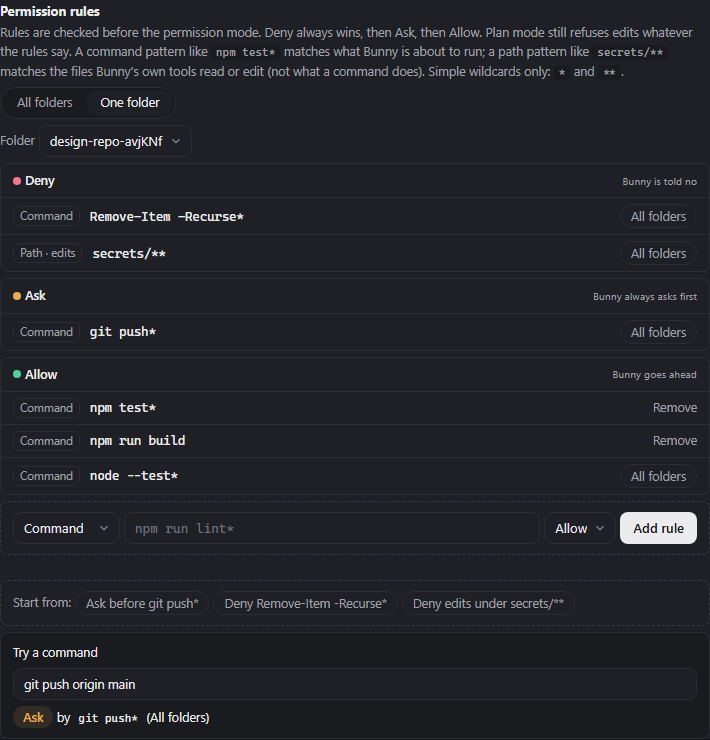 Permission rules
Rules are checked before the permission mode. Deny always wins, then Ask, then Allow. Plan mode still refuses edits whatever
the rules say. A command pattern like npm test* matches what Bunny is about to run; a path pattern like secrets/**
matches the files Bunny's own tools read or edit (not what a command does). Simple wildcards only: * and ** .
All folders One folder
Folder design-repo-avjKNf
Deny Bunny is told no
Command Remove-Item -Recurse* All folders
Path · edits secrets/** All folders
Ask Bunny always asks first
Command git push* All folders
Allow Bunny goes ahead
Command npm test* Remove
Command npm run build Remove
Command node --test* All folders
Command npm run lint* Allow Add rule
Start from: Ask before git push* Deny Remove-Item -Recurse* Deny edits under secrets/**
Try a command
git push origin main
Ask by git push* (All folders)